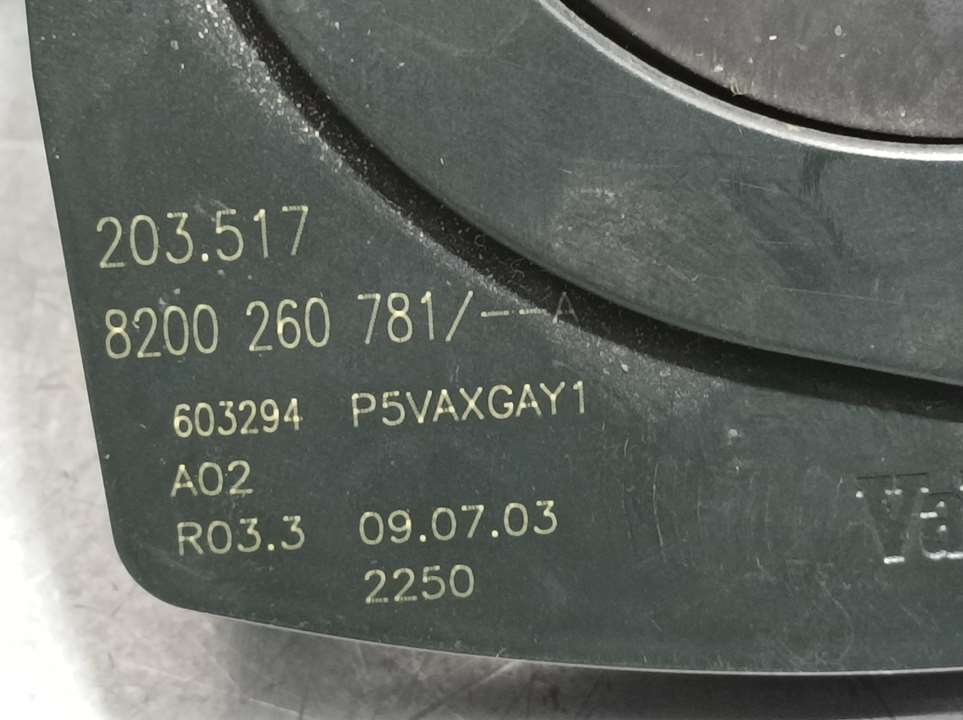 203.517
8200 260 781/--A
603294 P5VAXGAY1
A02
R03.3 09.07.03
2250